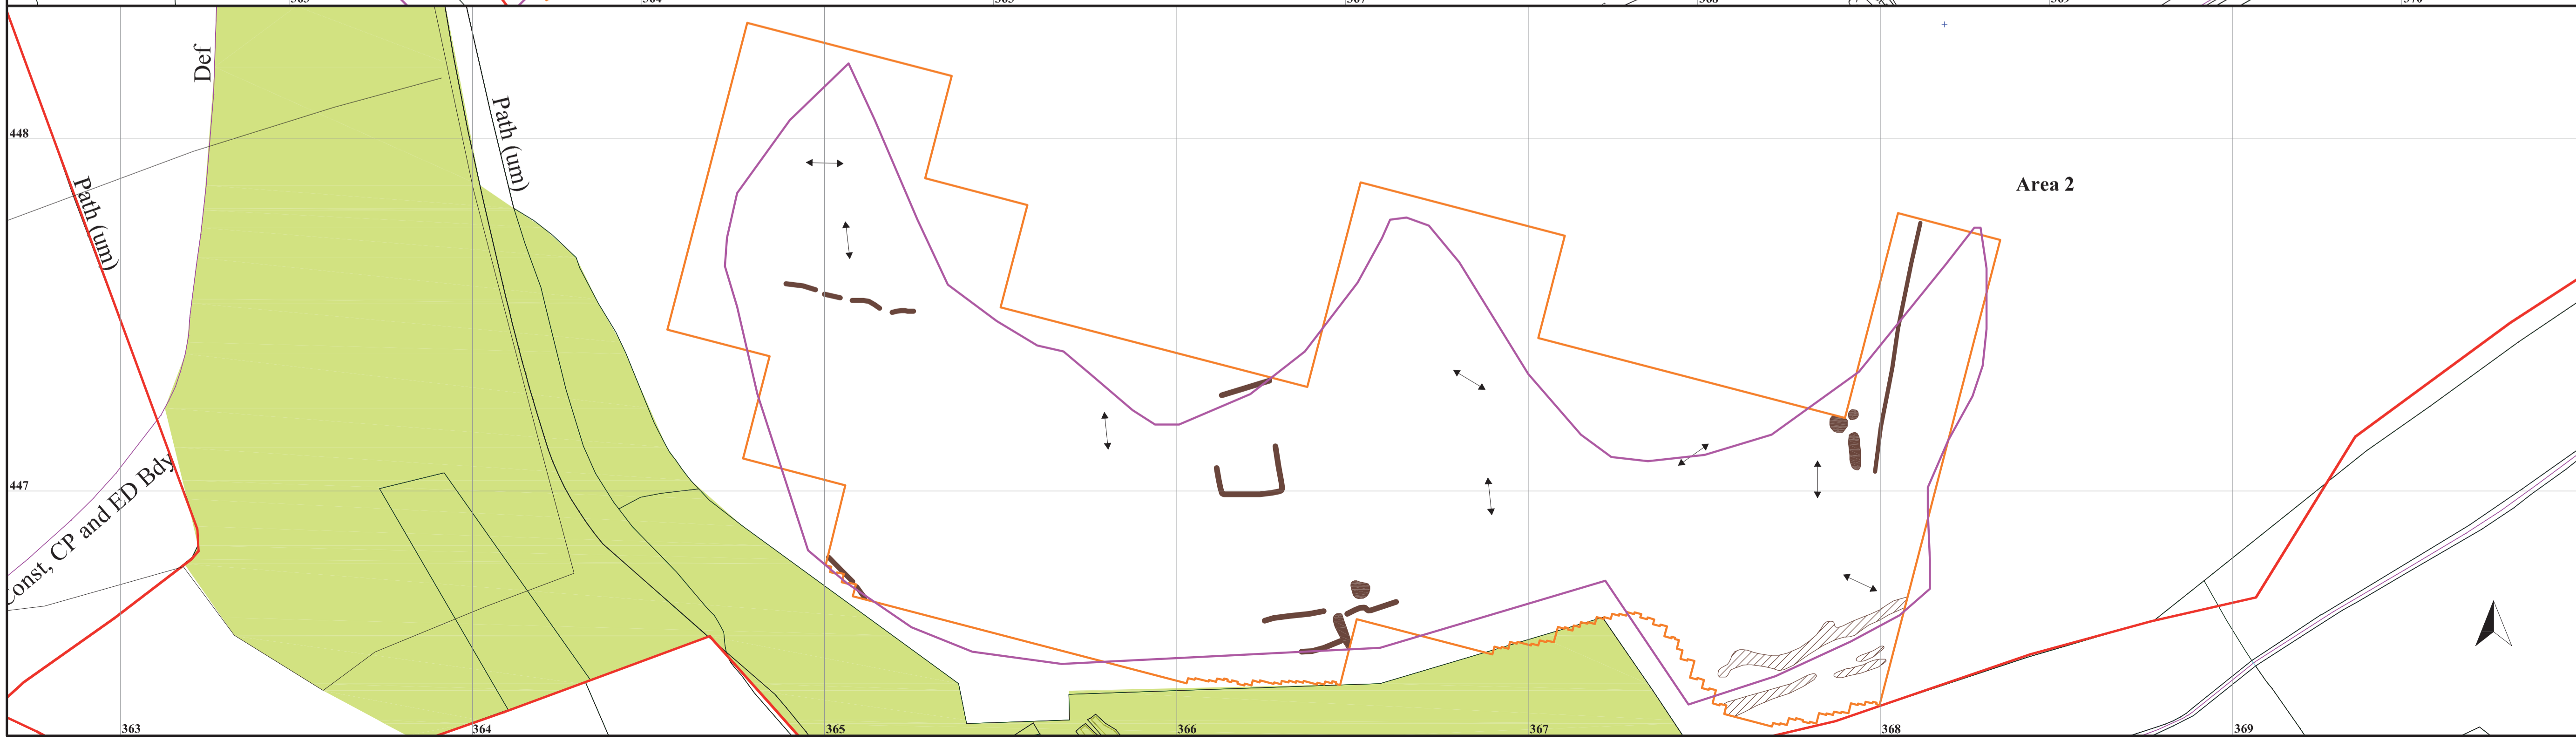 Def
Path (um)
448
Path (um)
Area 2
Const, CP and ED Bdy
447
363
364
365
366
367
368
369